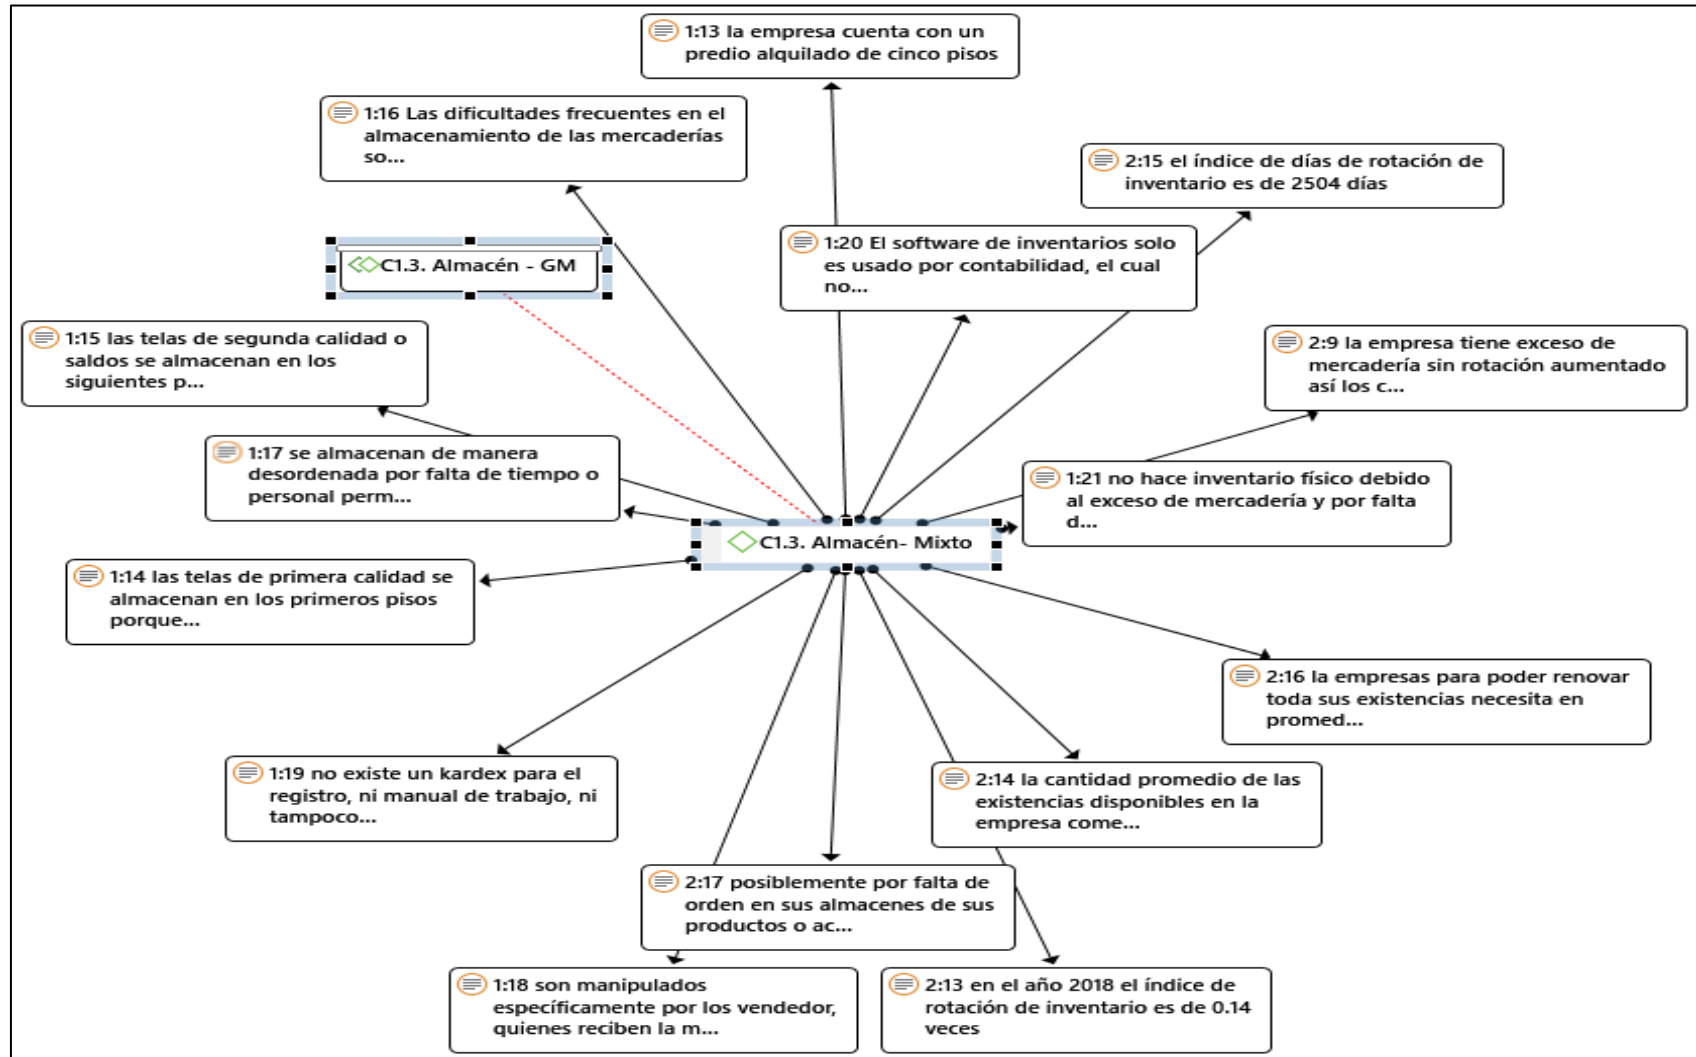 1:13 la empresa cuenta con un
predio alquilado de cinco pisos
1:16 Las dificultades frecuentes en el
almacenamiento de las mercaderías
so...
2:15 el índice de días de rotación de
inventario es de 2504 días
1:20 El software de inventarios solo
es usado por contabilidad, el cual
no...
C1.3. Almacén - GM
1:15 las telas de segunda calidad o
saldos se almacenan en los
siguientes p...
2:9 la empresa tiene exceso de
mercadería sin rotación aumentado
así los c...
1:17 se almacenan de manera
desordenada por falta de tiempo o
personal perm...
1:21 no hace inventario físico debido
al exceso de mercadería y por falta
d...
C1.3. Almacén- Mixto
1:14 las telas de primera calidad se
almacenan en los primeros pisos
porque...
2:16 la empresas para poder renovar
toda sus existencias necesita en
promed...
1:19 no existe un kardex para el
registro, ni manual de trabajo, ni
tampoco...
2:14 la cantidad promedio de las
existencias disponibles en la
empresa come...
2:17 posiblemente por falta de
orden en sus almacenes de sus
productos o ac...
1:18 son manipulados
específicamente por los vendedor,
quienes reciben la m...
2:13 en el año 2018 el índice de
rotación de inventario es de 0.14
veces